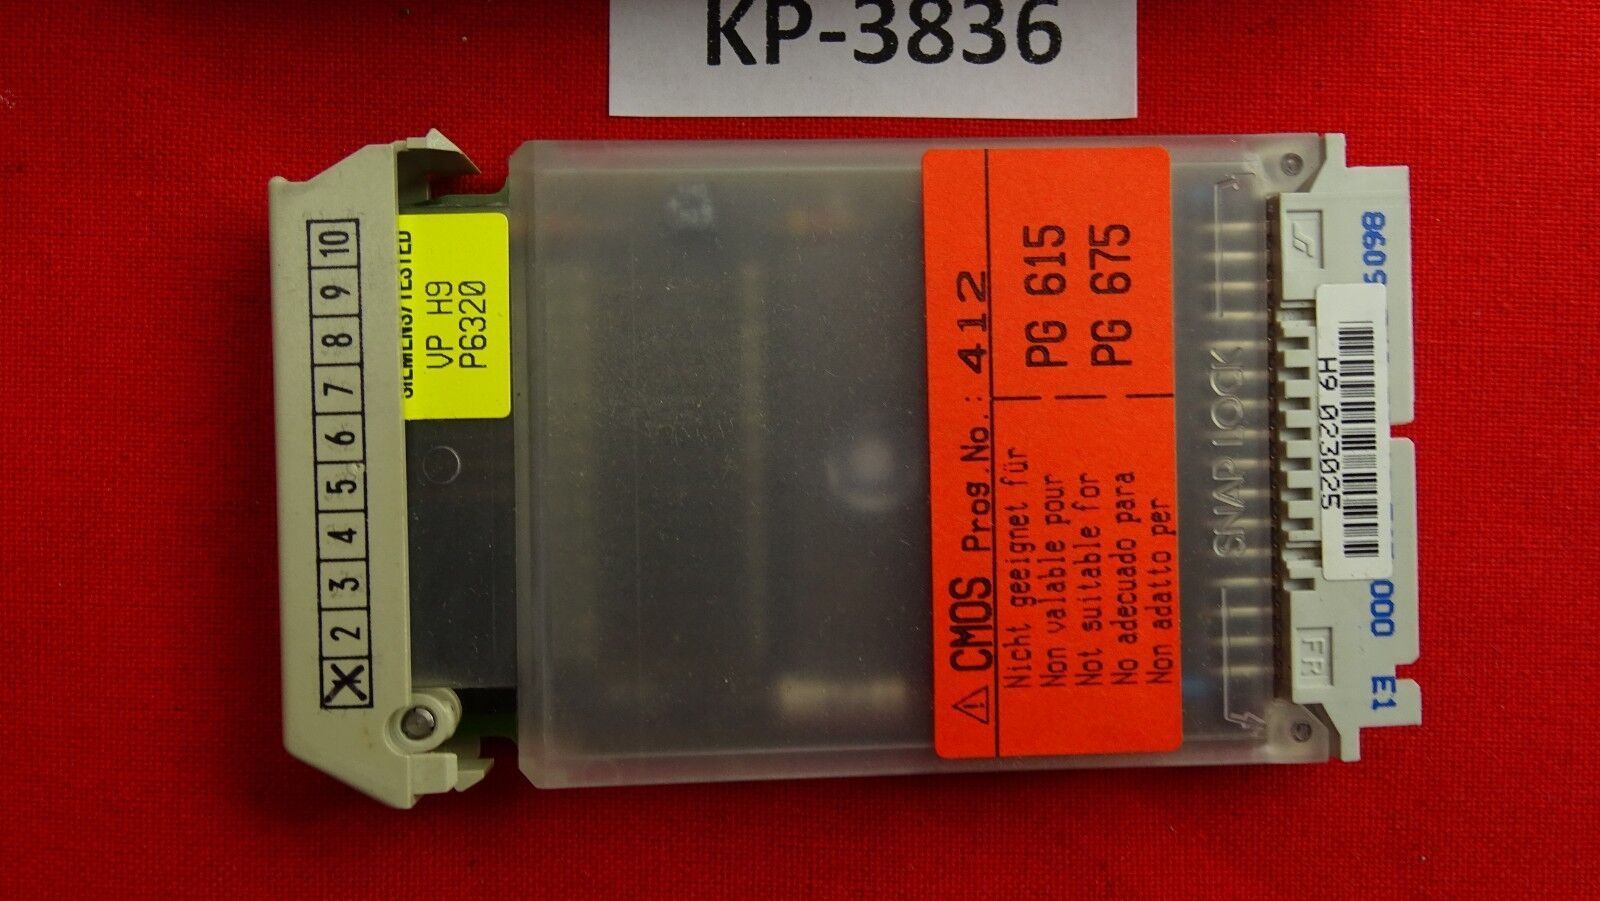 KP-3836
2 3 4 5 6 7 8 9 10
SIEMENS/TESTED
VP H9
P6320
⚠ CMOS Prog.No.: 412
Nicht geeignet für
Non valable pour
Not suitable for
No adecuado para
Non adatto per
PG 615
PG 675
SNAP LOCK
FR
H9 023025
000 E1